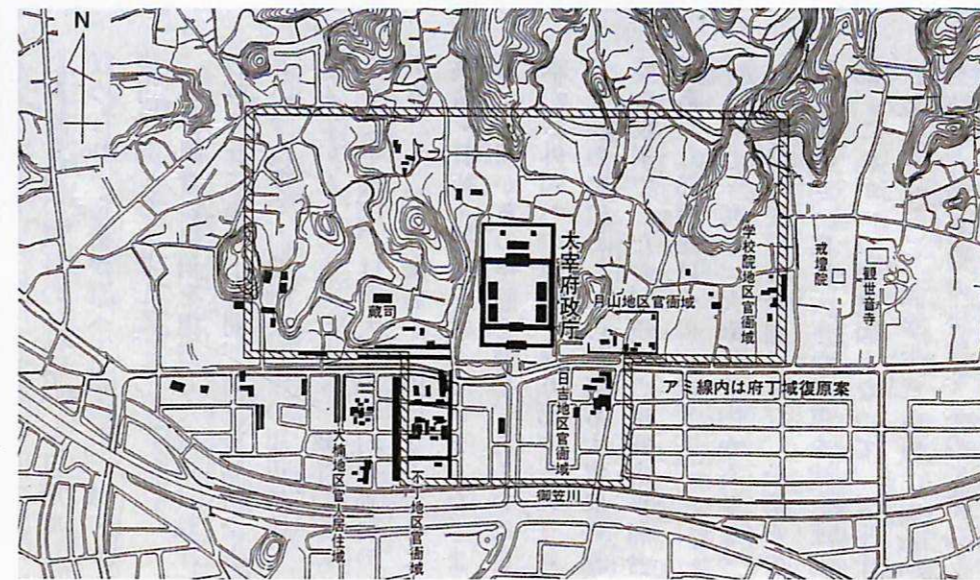 N
大宰府政庁
蔵司
月山地区官衙域
学校院地区官衙域
戒壇院
観世音寺
アミ線内は府丁域復原案
日吉地区官衙域
大楠地区官人居住域
不丁地区官衙域
御笠川